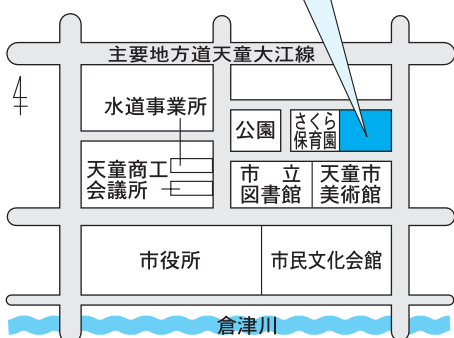 主要地方道天童大江線
水道事業所
公園
さくら
保育園
天童商工
会議所
市立
図書館
天童市
美術館
市役所
市民文化会館
倉津川